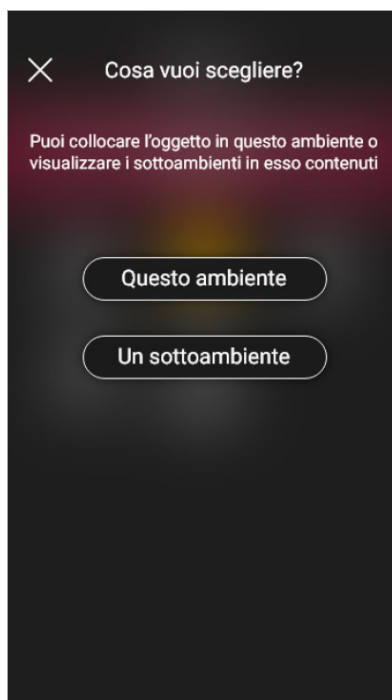 Cosa vuoi scegliere?
Puoi collocare l'oggetto in questo ambiente o
visualizzare i sottoambienti in esso contenuti
Questo ambiente
Un sottoambiente